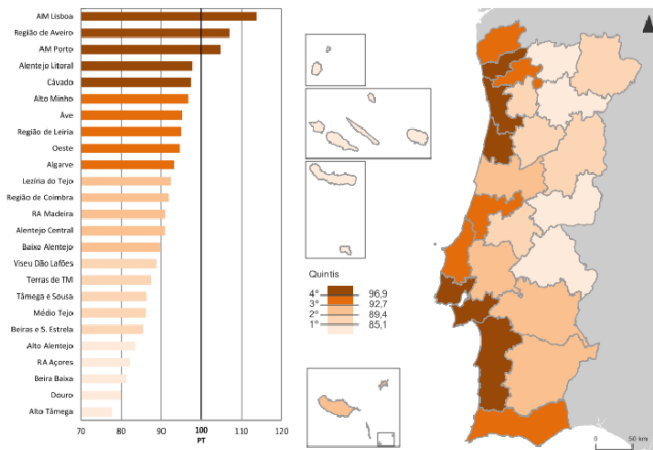 AIM Lisboa
Região de Aveiro
AM Porto
Alentejo Litoral
Cávado
Alto Minho
Ave
Região de Leiria
Oeste
Algarve
Lezíria do Tejo
Região de Coimbra
RA Madeira
Alentejo Central
Baixo Alentejo
Viseu Dão Lafões
Terras de TM
Tâmega e Sousa
Médio Tejo
Beiras e S. Estrela
Alto Alentejo
RA Açores
Beira Baixa
Douro
Alto Tâmega
70 80 90 100 110 120
PT
Quintis
4º 96,9
3º 92,7
2º 89,4
1º 85,1
0 50 km